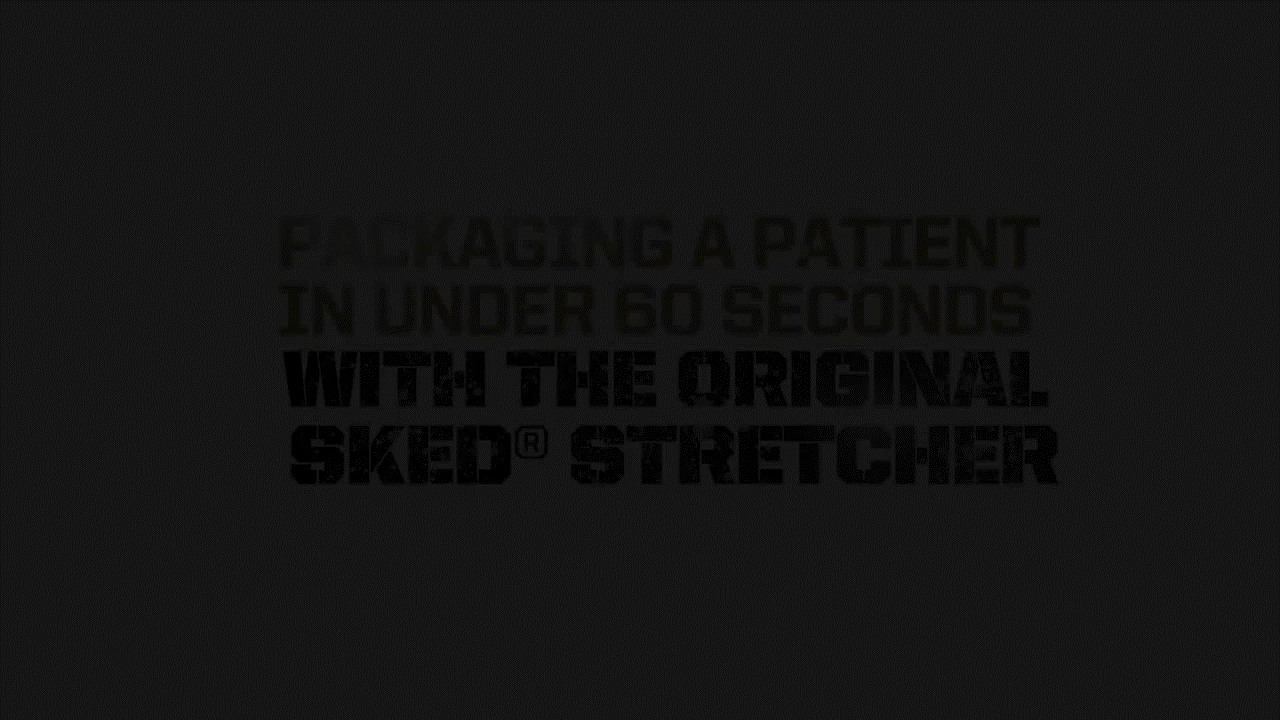 PACKAGING A PATIENT
IN UNDER 60 SECONDS
WITH THE ORIGINAL
SKED® STRETCHER